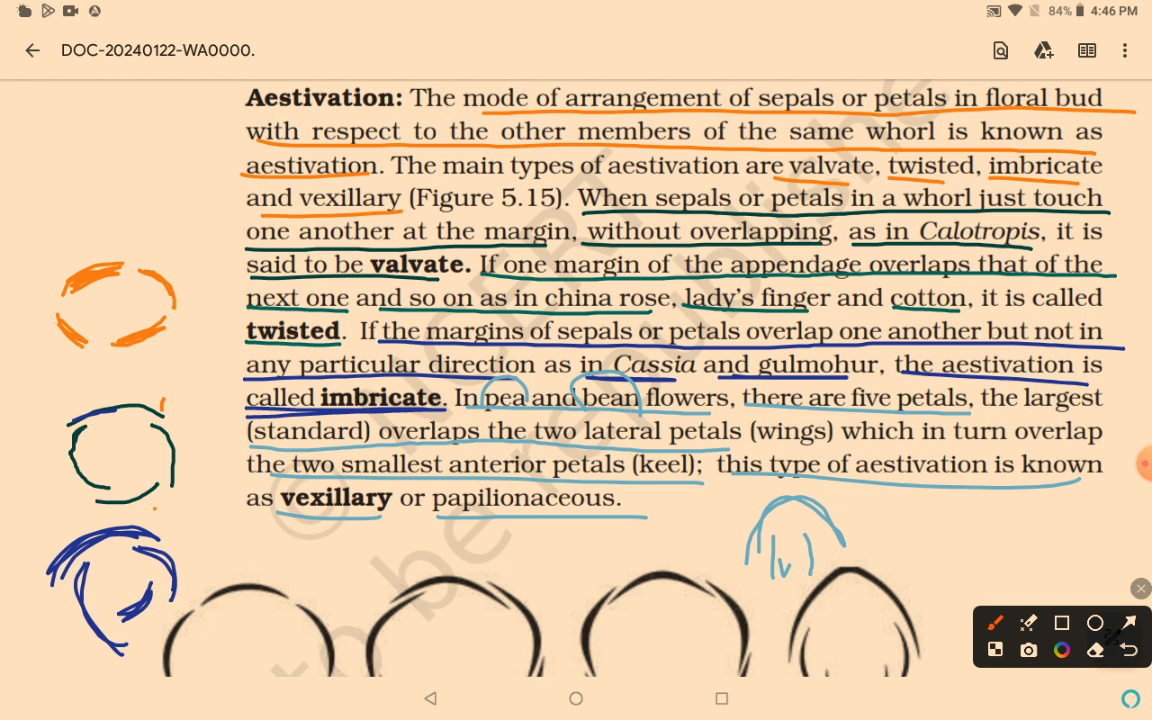 84% 4:46 PM
DOC-20240122-WA0000.
Aestivation: The mode of arrangement of sepals or petals in floral bud
with respect to the other members of the same whorl is known as
aestivation. The main types of aestivation are valvate, twisted, imbricate
and vexillary (Figure 5.15). When sepals or petals in a whorl just touch
one another at the margin, without overlapping, as in Calotropis, it is
said to be valvate. If one margin of the appendage overlaps that of the
next one and so on as in china rose, lady's finger and cotton, it is called
twisted. If the margins of sepals or petals overlap one another but not in
any particular direction as in Cassia and gulmohur, the aestivation is
called imbricate. In pea and bean flowers, there are five petals, the largest
(standard) overlaps the two lateral petals (wings) which in turn overlap
the two smallest anterior petals (keel); this type of aestivation is known
as vexillary or papilionaceous.
© NCERT
to be republishe